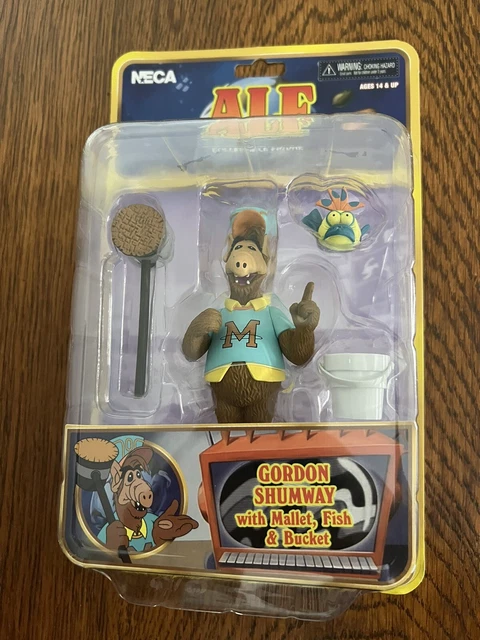 NECA
WARNING: CHOKING HAZARD
AGES 14 & UP
ALF
M
GORDON
SHUMWAY
with Mallet, Fish
& Bucket